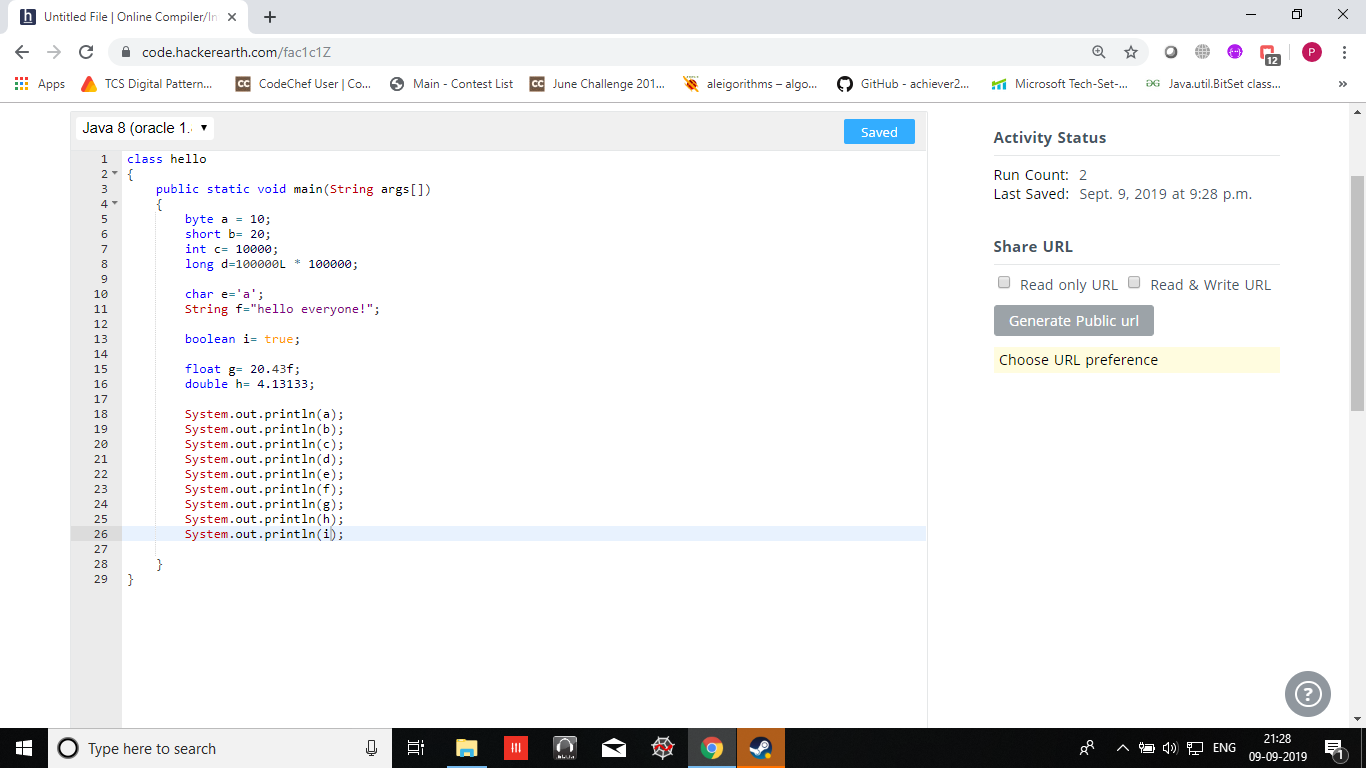 Untitled File | Online Compiler/In
code.hackerearth.com/fac1c1Z
12
P
Apps
TCS Digital Pattern...
CC CodeChef User | Co...
Main - Contest List
CC June Challenge 201...
aleigorithms – algo...
GitHub - achiever2...
Microsoft Tech-Set-...
Java.util.BitSet class...
»
Java 8 (oracle 1.
Saved
1 class hello
2 {
3 public static void main(String args[])
4 {
5 byte a = 10;
6 short b= 20;
7 int c= 10000;
8 long d=100000L * 100000;
9
10 char e='a';
11 String f="hello everyone!";
12
13 boolean i= true;
14
15 float g= 20.43f;
16 double h= 4.13133;
17
18 System.out.println(a);
19 System.out.println(b);
20 System.out.println(c);
21 System.out.println(d);
22 System.out.println(e);
23 System.out.println(f);
24 System.out.println(g);
25 System.out.println(h);
26 System.out.println(i);
27
28 }
29 }
Activity Status
Run Count: 2
Last Saved: Sept. 9, 2019 at 9:28 p.m.
Share URL
Read only URL
Read & Write URL
Generate Public url
Choose URL preference
?
Type here to search
ENG
21:28
09-09-2019
1